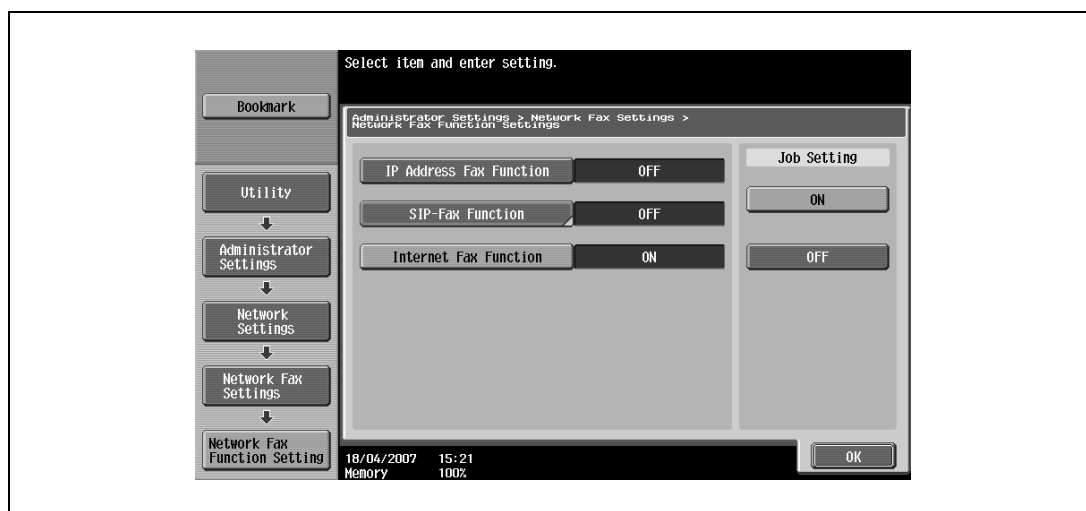 Select item and enter setting.
Bookmark
Administrator Settings > Network Fax Settings >
Network Fax Function Settings
Job Setting
IP Address Fax Function OFF
ON
SIP-Fax Function OFF
Internet Fax Function ON
OFF
Utility
Administrator
Settings
Network
Settings
Network Fax
Settings
Network Fax
Function Setting
18/04/2007 15:21
Memory 100%
OK